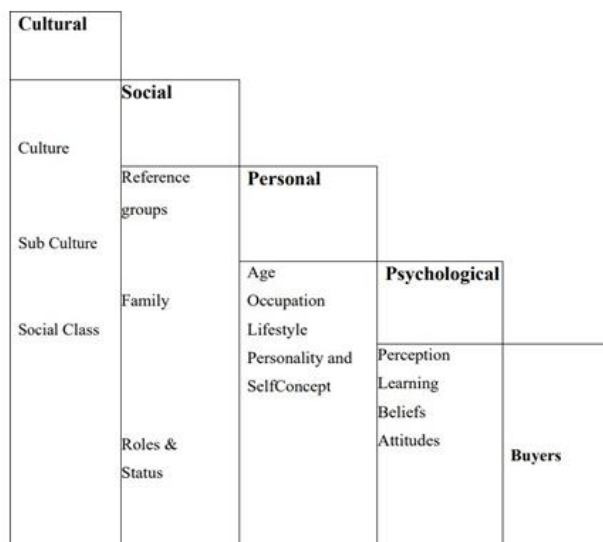 Cultural
Culture
Sub Culture
Social Class
Social
Reference
groups
Family
Roles &
Status
Personal
Age
Occupation
Lifestyle
Personality and
SelfConcept
Psychological
Perception
Learning
Beliefs
Attitudes
Buyers